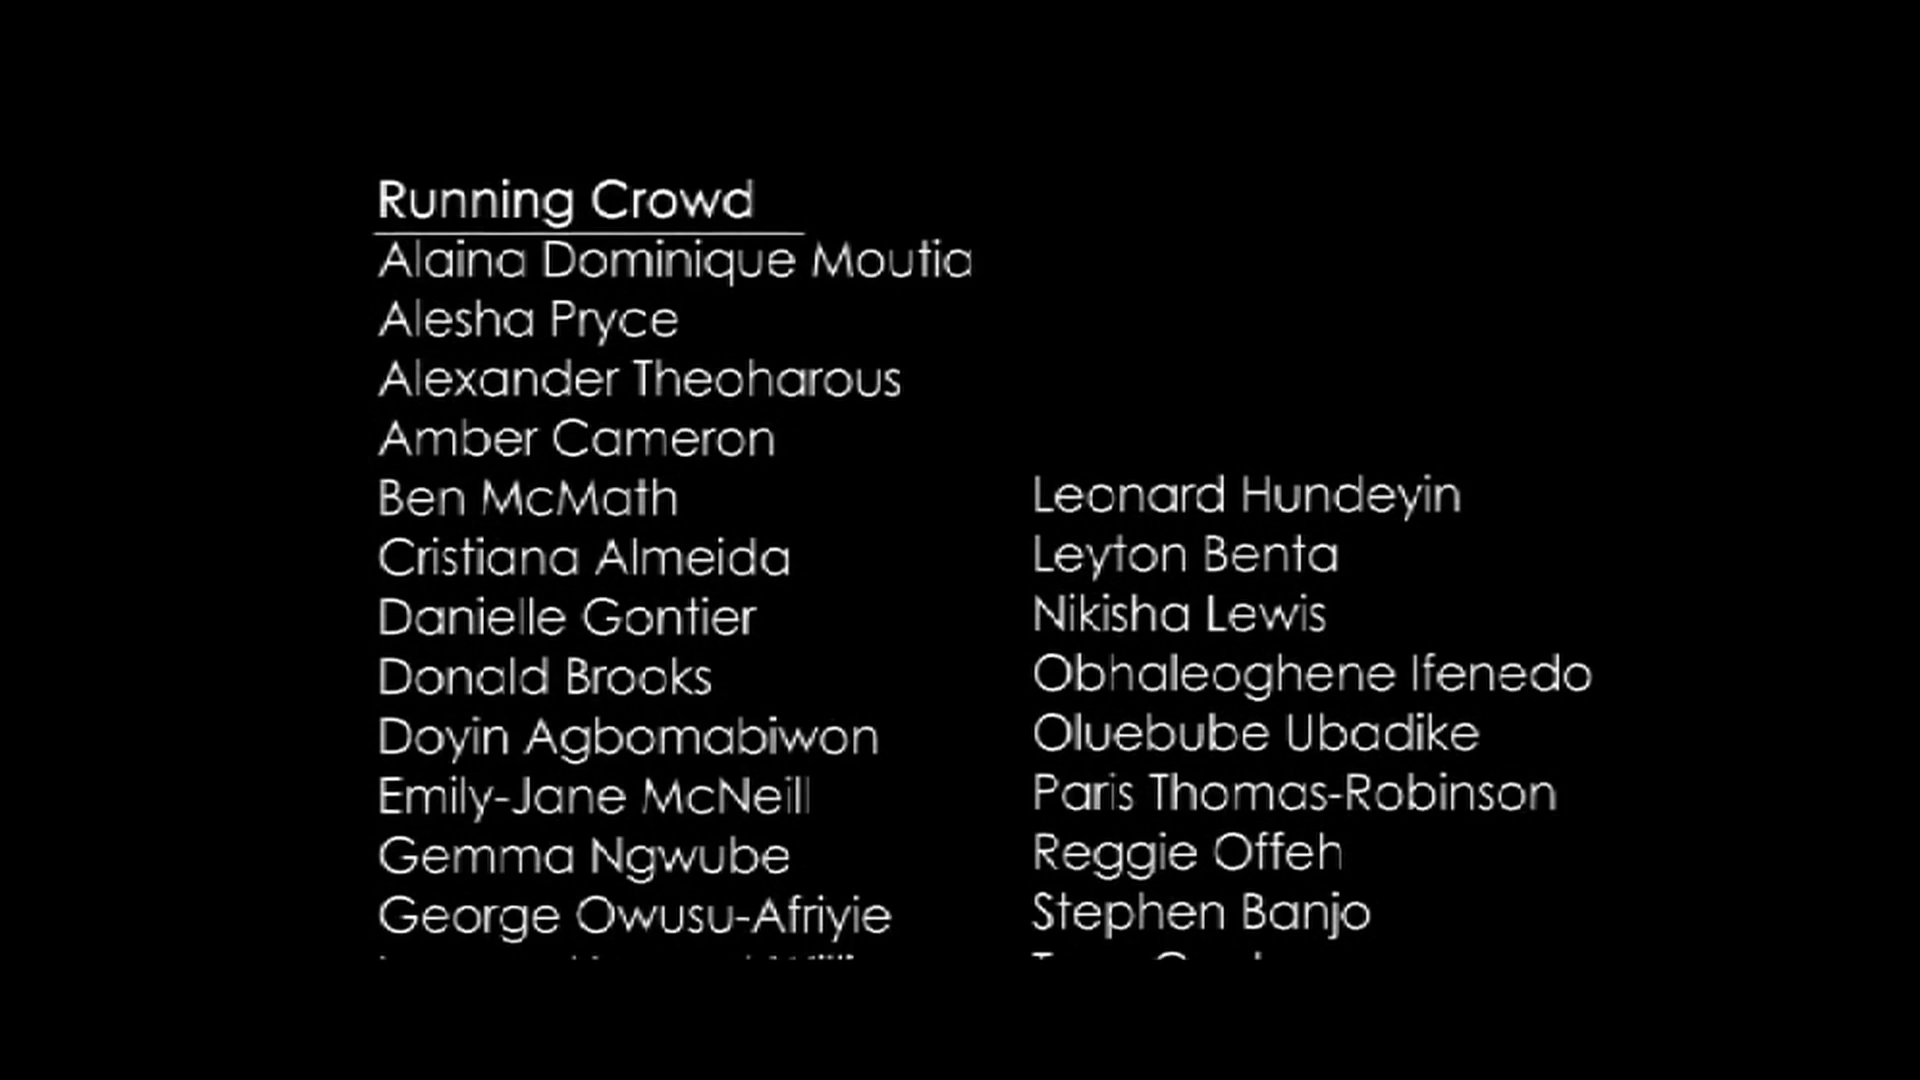 Running Crowd
Alaina Dominique Moutia
Alesha Pryce
Alexander Theoharous
Amber Cameron
Ben McMath
Cristiana Almeida
Danielle Gontier
Donald Brooks
Doyin Agbomabiwon
Emily-Jane McNeill
Gemma Ngwube
George Owusu-Afriyie
Leonard Hundeyin
Leyton Benta
Nikisha Lewis
Obhaleoghene Ifenedo
Oluebube Ubadike
Paris Thomas-Robinson
Reggie Offeh
Stephen Banjo